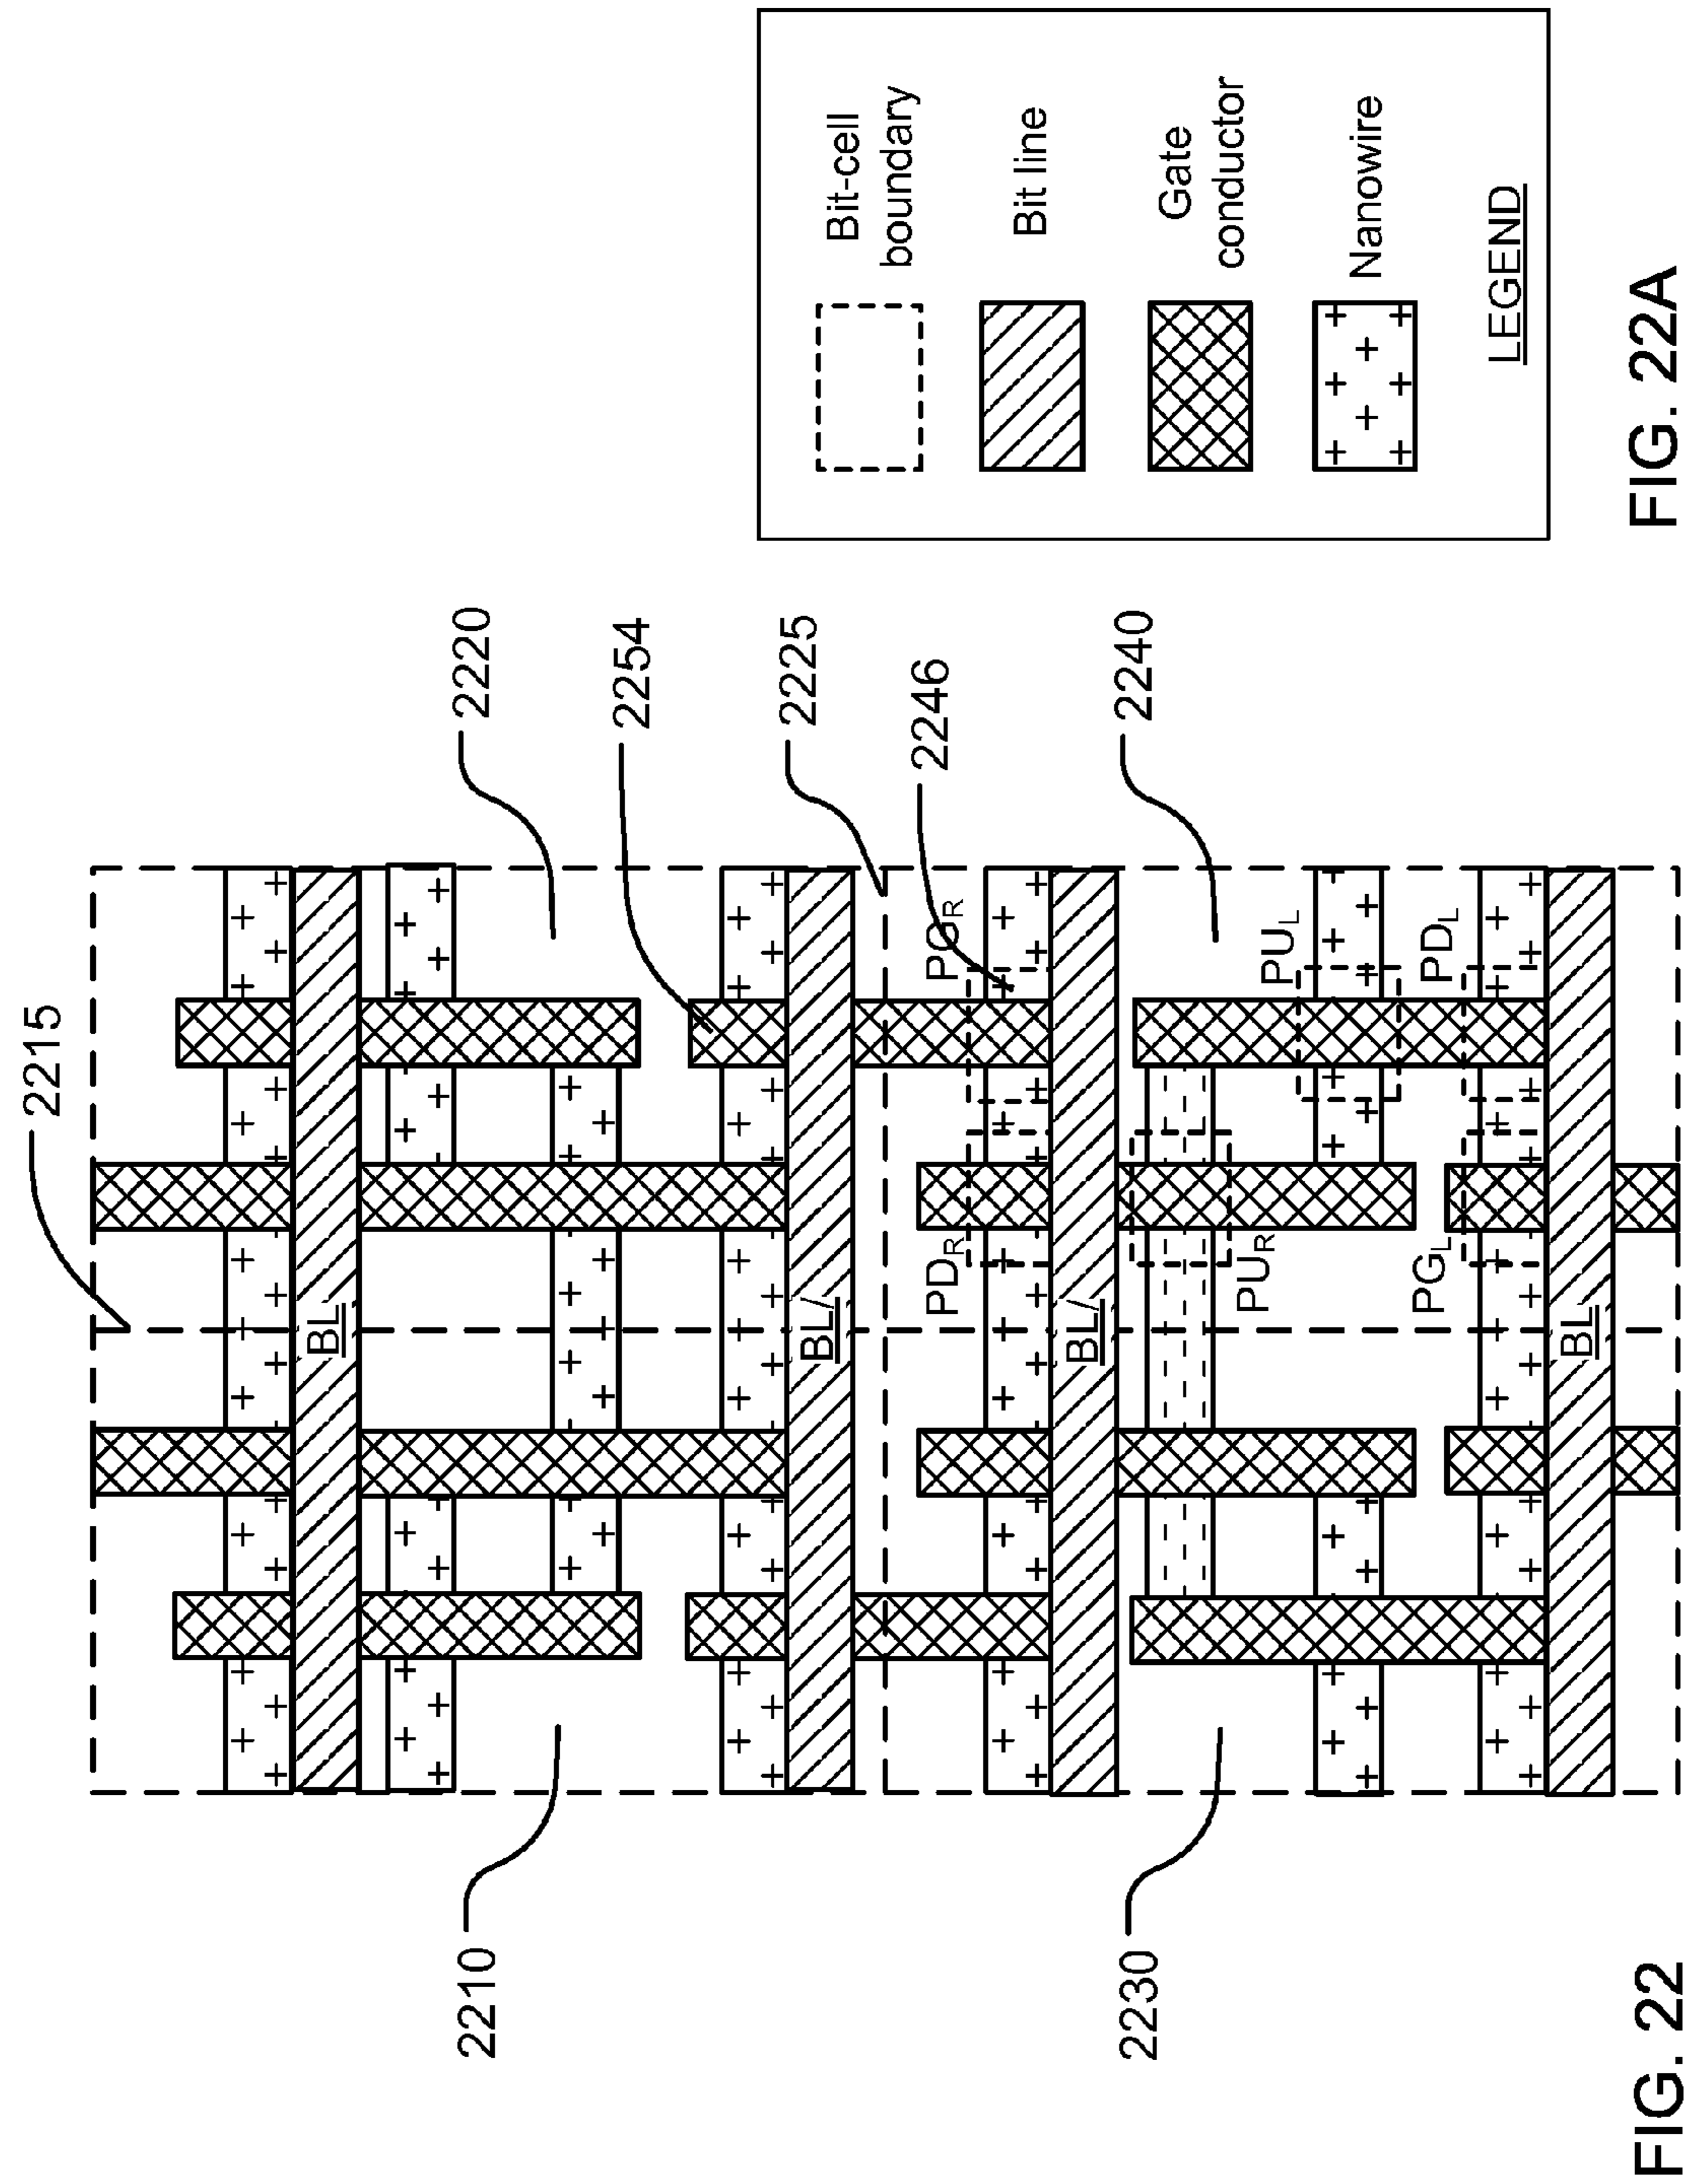 2215
BL
2210
2220
2254
2225
BL/
2246
PD_R
PG_R
BL/
2230
2240
PU_R
PU_L
PG_L
PD_L
BL
FIG. 22
Bit-cell
boundary
Bit line
Gate
conductor
Nanowire
LEGEND
FIG. 22A